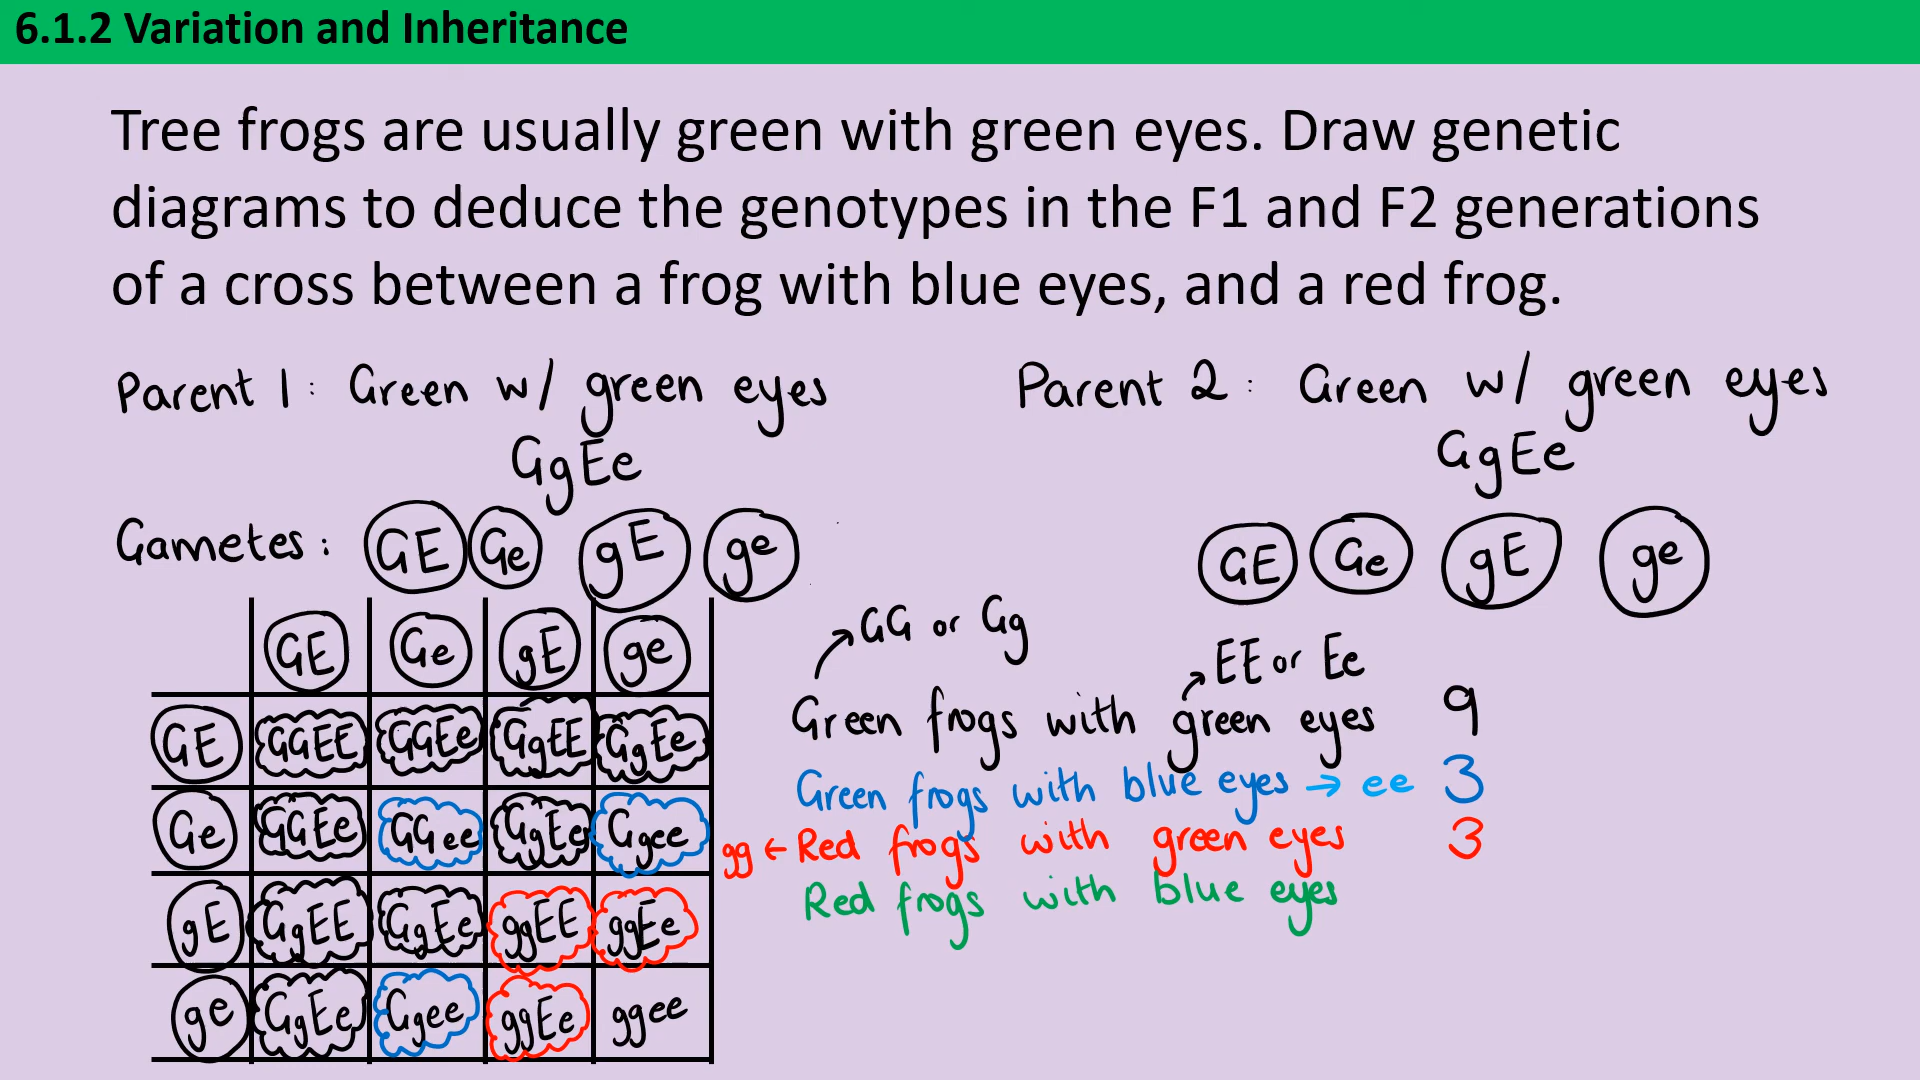 6.1.2 Variation and Inheritance
Tree frogs are usually green with green eyes. Draw genetic
diagrams to deduce the genotypes in the F1 and F2 generations
of a cross between a frog with blue eyes, and a red frog.
Parent 1: Green w/ green eyes
GgEe
Parent 2: Green w/ green eyes
GgEe
Gametes: GE Ge gE ge
GE Ge gE ge
GE Ge gE ge
GE GGEE GGEe GgEE GgEe
Ge GGEe GGee GgEe Ggee
gE GgEE GgEe ggEE ggEe
ge GgEe Ggee ggEe ggee
GG or Gg
EE or Ee
Green frogs with green eyes 9
Green frogs with blue eyes → ee 3
gg ← Red frogs with green eyes 3
Red frogs with blue eyes